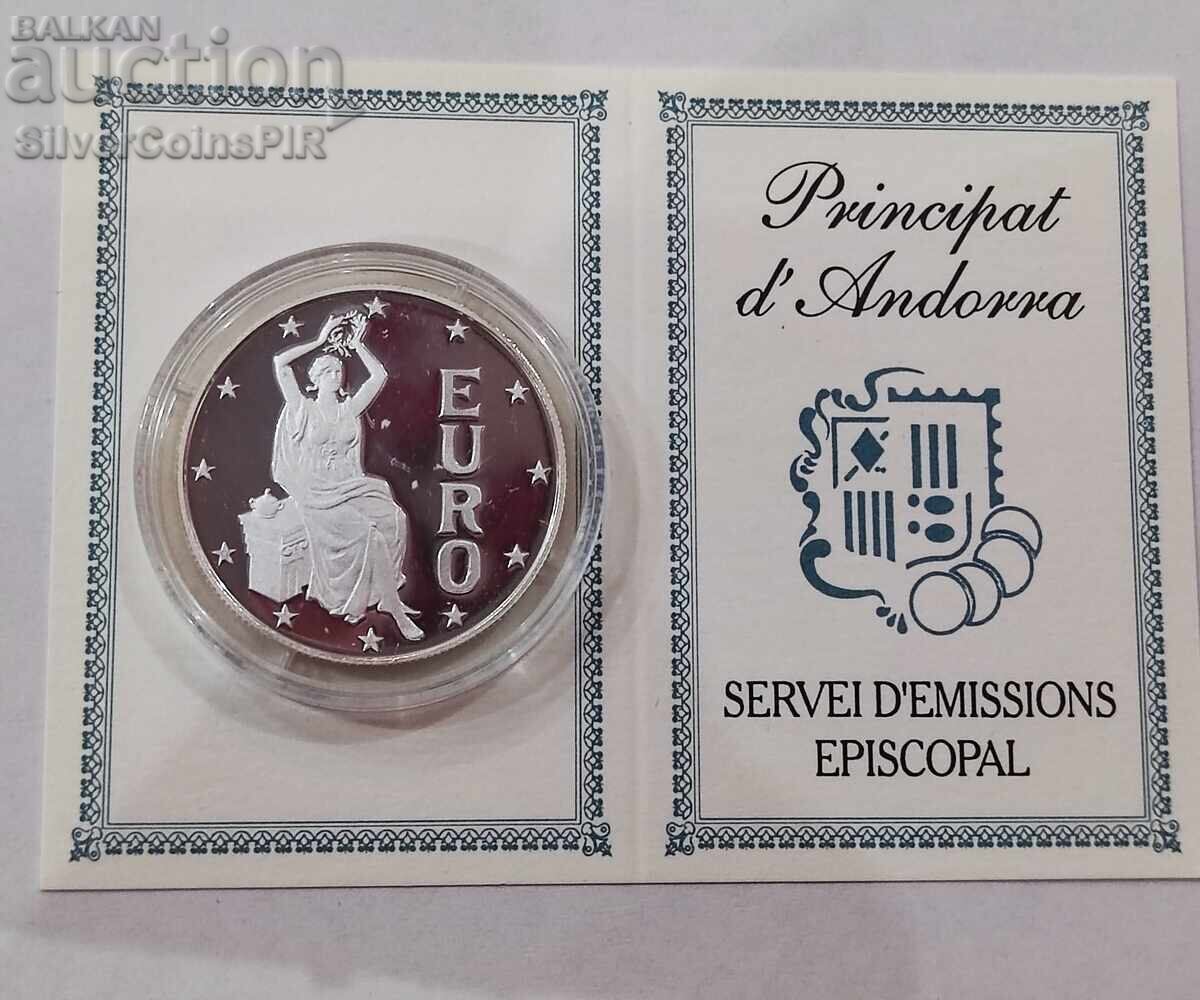 BALKAN
auction
SilverCoinsPIR
EURO
Principat
d'Andorra
SERVEI D'EMISSIONS
EPISCOPAL